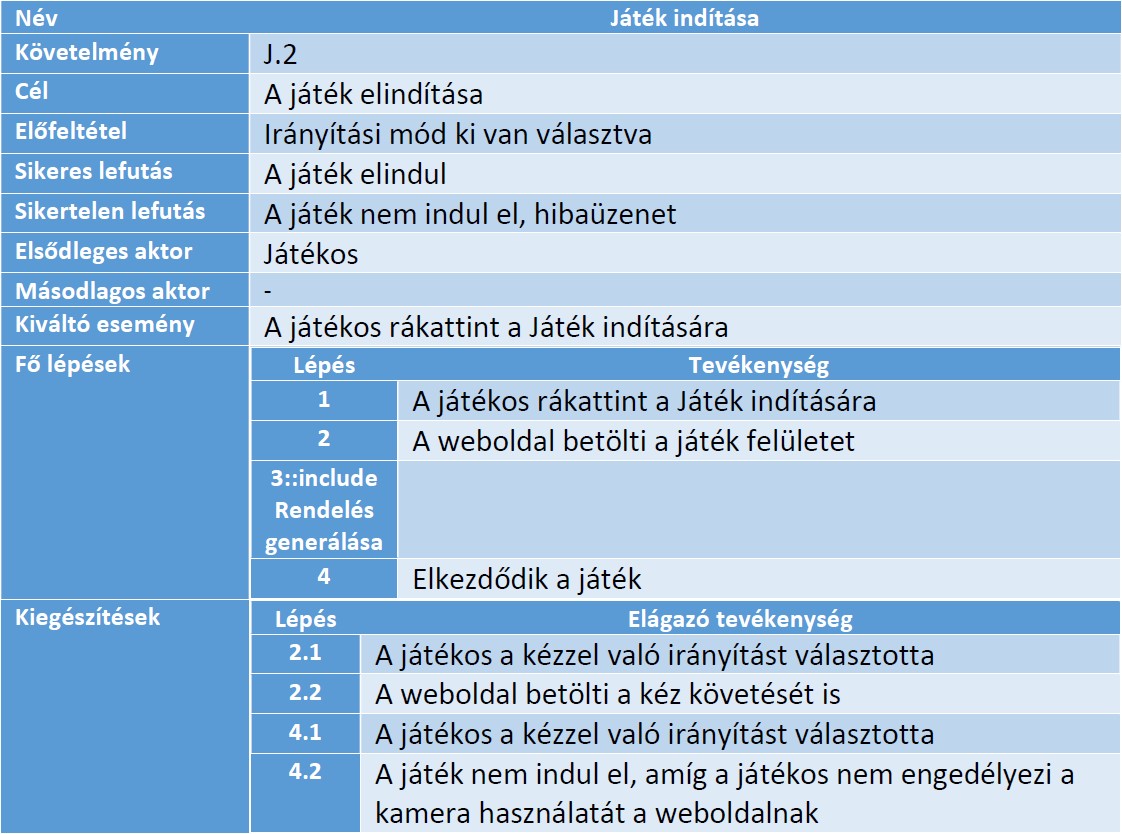 Név Játék indítása
Követelmény J.2
Cél A játék elindítása
Előfeltétel Irányítási mód ki van választva
Sikeres lefutás A játék elindul
Sikertelen lefutás A játék nem indul el, hibaüzenet
Elsődleges aktor Játékos
Másodlagos aktor -
Kiváltó esemény A játékos rákattint a Játék indítására
Fő lépések Lépés Tevékenység
1 A játékos rákattint a Játék indítására
2 A weboldal betölti a játék felületet
3::include
Rendelés
generálása
4 Elkezdődik a játék
Kiegészítések Lépés Elágazó tevékenység
2.1 A játékos a kézzel való irányítást választotta
2.2 A weboldal betölti a kéz követését is
4.1 A játékos a kézzel való irányítást választotta
4.2 A játék nem indul el, amíg a játékos nem engedélyezi a
kamera használatát a weboldalnak